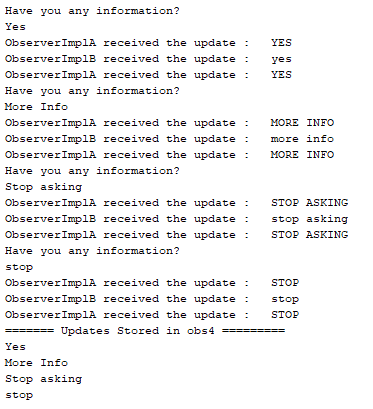 Have you any information?
Yes
ObserverImplA received the update :   YES
ObserverImplB received the update :   yes
ObserverImplA received the update :   YES
Have you any information?
More Info
ObserverImplA received the update :   MORE INFO
ObserverImplB received the update :   more info
ObserverImplA received the update :   MORE INFO
Have you any information?
Stop asking
ObserverImplA received the update :   STOP ASKING
ObserverImplB received the update :   stop asking
ObserverImplA received the update :   STOP ASKING
Have you any information?
stop
ObserverImplA received the update :   STOP
ObserverImplB received the update :   stop
ObserverImplA received the update :   STOP
======= Updates Stored in obs4 =========
Yes
More Info
Stop asking
stop